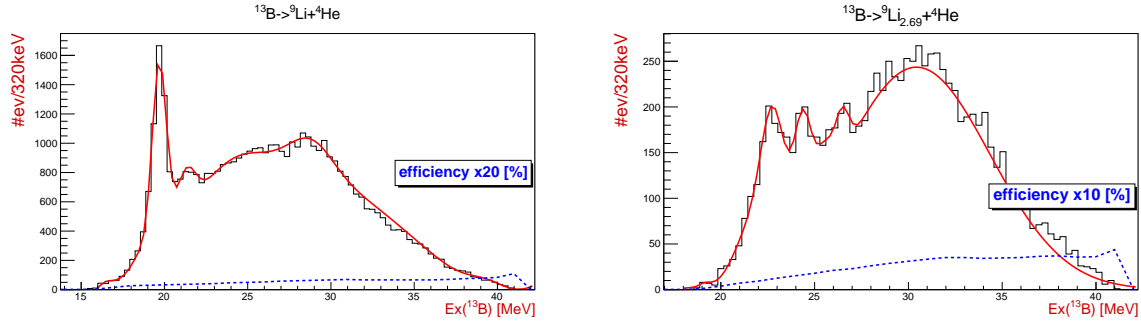 ¹³B->⁹Li+⁴He
#ev/320keV
1600
1400
1200
1000
800
600
400
200
0
efficiency x20 [%]
15 20 25 30 35 40
Ex(¹³B) [MeV]
¹³B->⁹Li₂.₆₉+⁴He
#ev/320keV
250
200
150
100
50
0
efficiency x10 [%]
20 25 30 35 40
Ex(¹³B) [MeV]